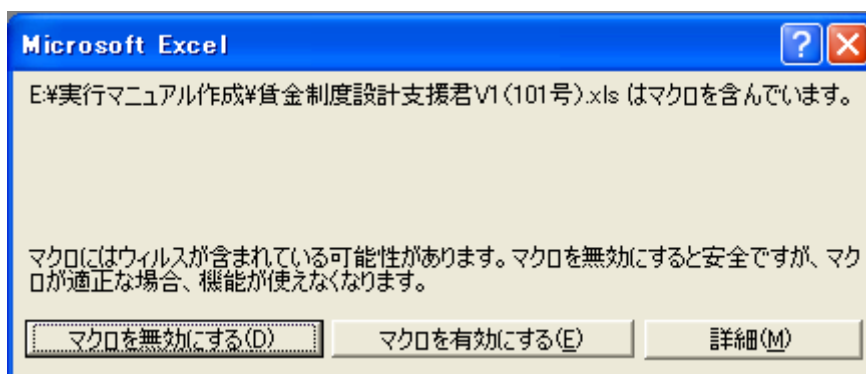 Microsoft Excel
E:¥実行マニュアル作成¥賃金制度設計支援君V1(101号).xls はマクロを含んでいます。
マクロにはウィルスが含まれている可能性があります。マクロを無効にすると安全ですが、マク
ロが適正な場合、機能が使えなくなります。
マクロを無効にする(D) マクロを有効にする(E) 詳細(M)